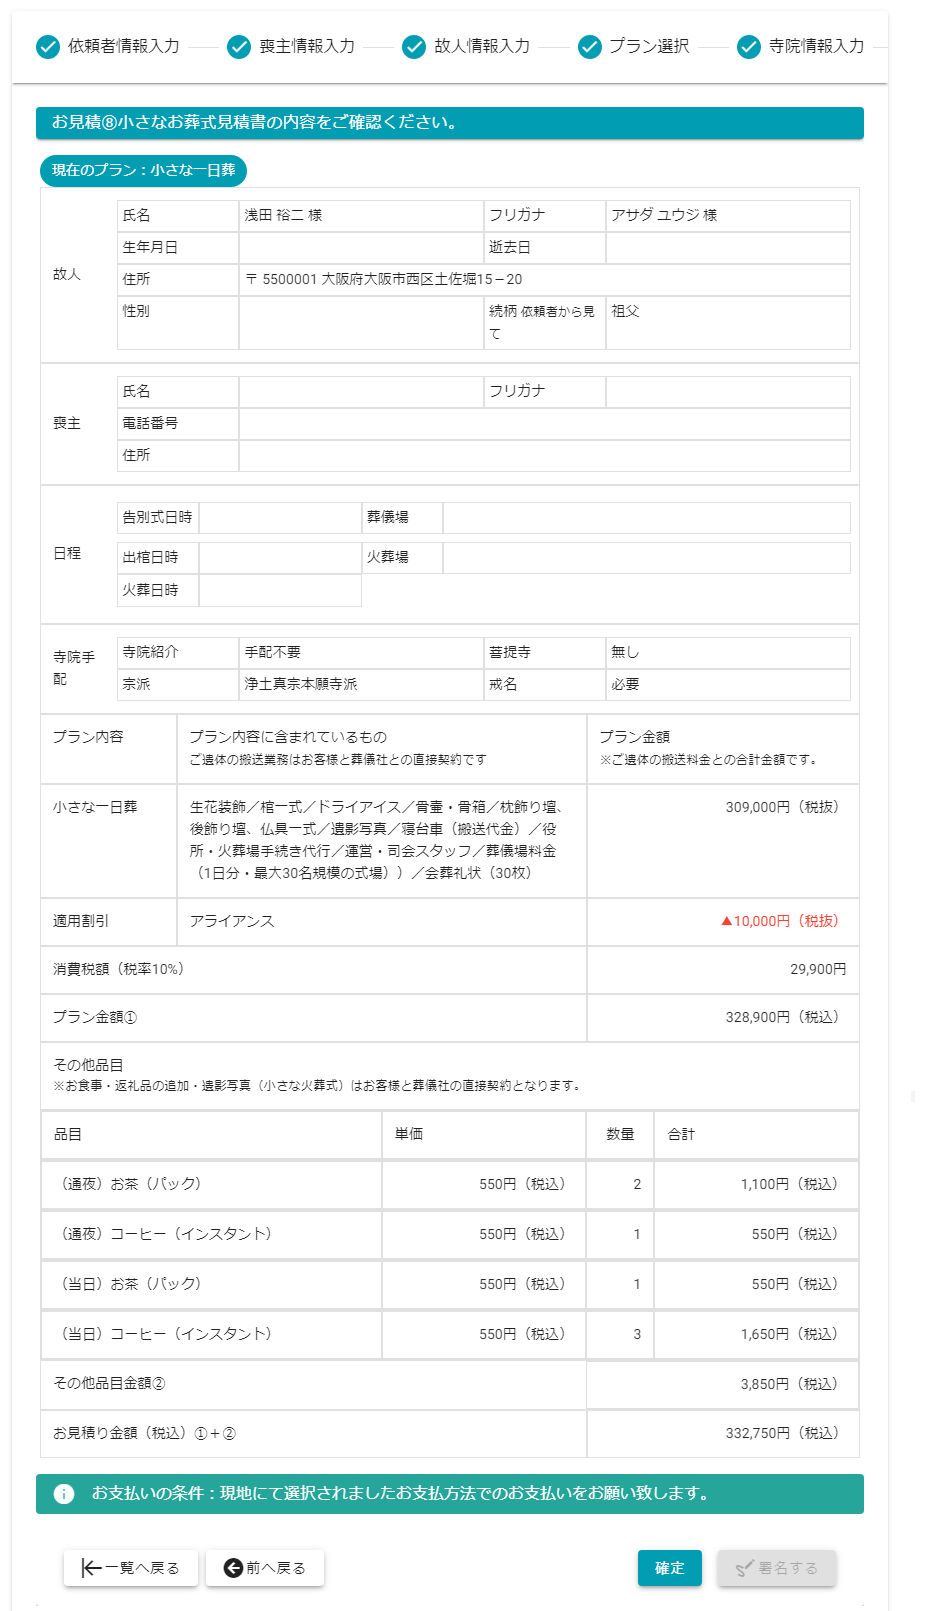 依頼者情報入力 喪主情報入力 故人情報入力 プラン選択 寺院情報入力
お見積⑧小さなお葬式見積書の内容をご確認ください。
現在のプラン：小さな一日葬
故人
氏名 浅田 裕二 様 フリガナ アサダ ユウジ 様
生年月日 逝去日
住所 〒5500001 大阪府大阪市西区土佐堀15－20
性別 続柄 依頼者から見て 祖父
喪主
氏名 フリガナ
電話番号
住所
日程
告別式日時 葬儀場
出棺日時 火葬場
火葬日時
寺院手配
寺院紹介 手配不要 菩提寺 無し
宗派 浄土真宗本願寺派 戒名 必要
プラン内容 プラン内容に含まれているもの プラン金額
ご遺体の搬送業務はお客様と葬儀社との直接契約です ※ご遺体の搬送料金との合計金額です。
小さな一日葬 生花装飾／棺一式／ドライアイス／骨壷・骨箱／枕飾り壇、 309,000円（税抜）
後飾り壇、仏具一式／遺影写真／寝台車（搬送代金）／役
所・火葬場手続き代行／運営・司会スタッフ／葬儀場料金
（1日分・最大30名規模の式場））／会葬礼状（30枚）
適用割引 アライアンス ▲10,000円（税抜）
消費税額（税率10%） 29,900円
プラン金額① 328,900円（税込）
その他品目
※お食事・返礼品の追加・遺影写真（小さな火葬式）はお客様と葬儀社の直接契約となります。
品目 単価 数量 合計
（通夜）お茶（パック） 550円（税込） 2 1,100円（税込）
（通夜）コーヒー（インスタント） 550円（税込） 1 550円（税込）
（当日）お茶（パック） 550円（税込） 1 550円（税込）
（当日）コーヒー（インスタント） 550円（税込） 3 1,650円（税込）
その他品目金額② 3,850円（税込）
お見積り金額（税込）①＋② 332,750円（税込）
お支払いの条件：現地にて選択されましたお支払方法でのお支払いをお願い致します。
一覧へ戻る 前へ戻る 確定 署名する